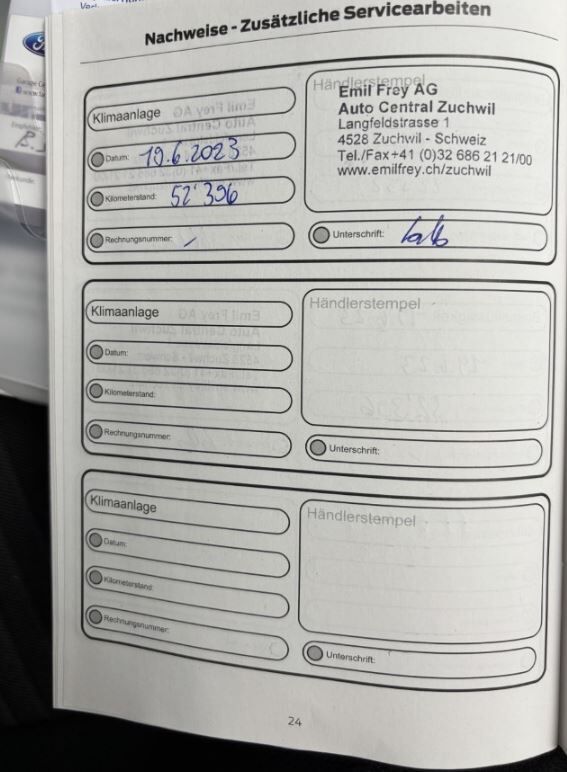 Nachweise - Zusätzliche Servicearbeiten
Klimaanlage
Datum: 19.6.2023
Kilometerstand: 52'396
Rechnungsnummer: /
Händlerstempel
Emil Frey AG
Auto Central Zuchwil
Langfeldstrasse 1
4528 Zuchwil - Schweiz
Tel./Fax+41 (0)32 686 21 21/00
www.emilfrey.ch/zuchwil
Unterschrift:
Klimaanlage
Datum:
Kilometerstand:
Rechnungsnummer:
Händlerstempel
Unterschrift:
Klimaanlage
Datum:
Kilometerstand:
Rechnungsnummer:
Händlerstempel
Unterschrift:
24
Ford